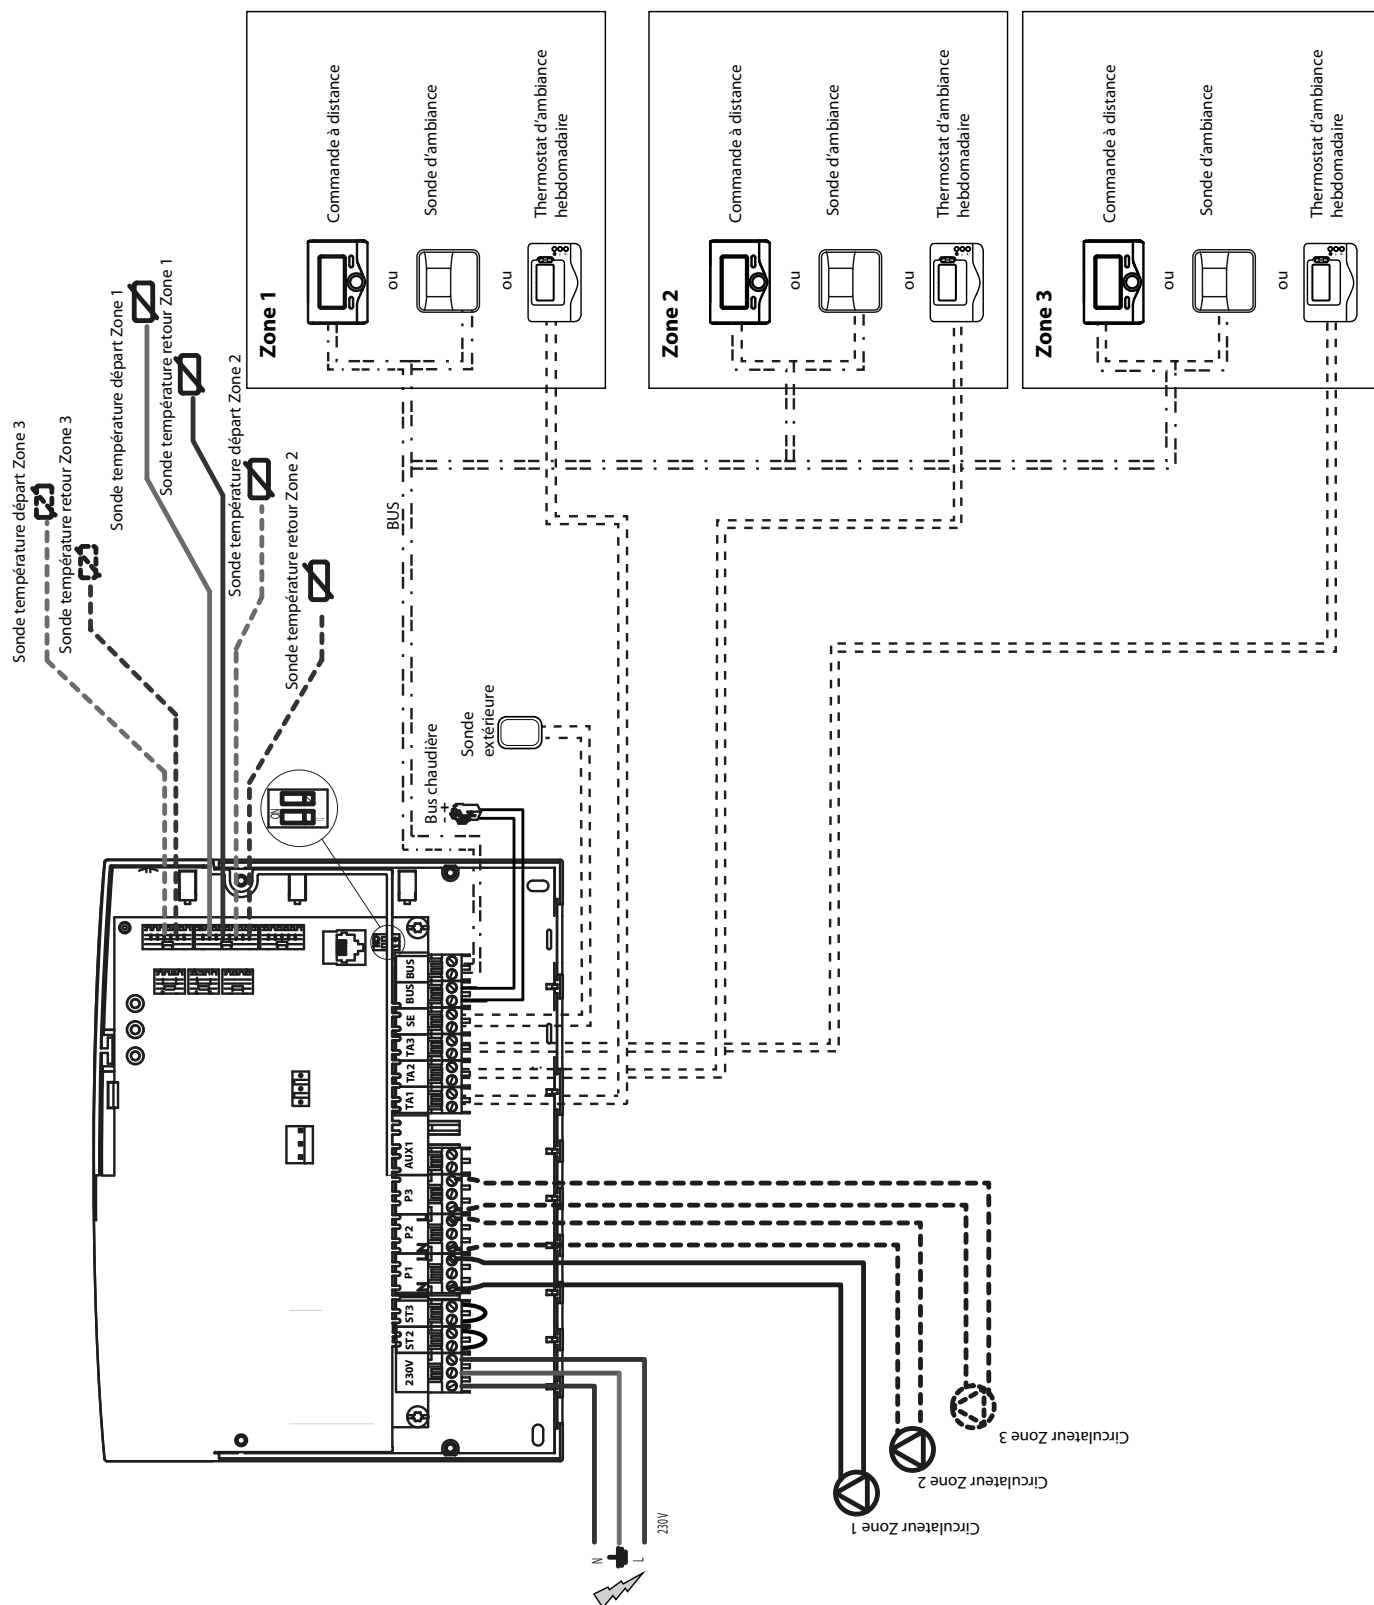 Zone 1
Commande à distance
ou
Sonde d’ambiance
ou
Thermostat d’ambiance
hebdomadaire
Zone 2
Commande à distance
ou
Sonde d’ambiance
ou
Thermostat d’ambiance
hebdomadaire
Zone 3
Commande à distance
ou
Sonde d’ambiance
ou
Thermostat d’ambiance
hebdomadaire
Sonde température départ Zone 3
Sonde température retour Zone 3
Sonde température départ Zone 1
Sonde température retour Zone 1
Sonde température départ Zone 2
Sonde température retour Zone 2
BUS
Sonde
extérieure
Bus chaudière
- +
ON
230V
ST2
ST3
P1
P2
P3
AUX1
TA1
TA2
TA3
SE
BUS
BUS
N
L
N
L
N
L
230V
Circulateur Zone 1
Circulateur Zone 2
Circulateur Zone 3